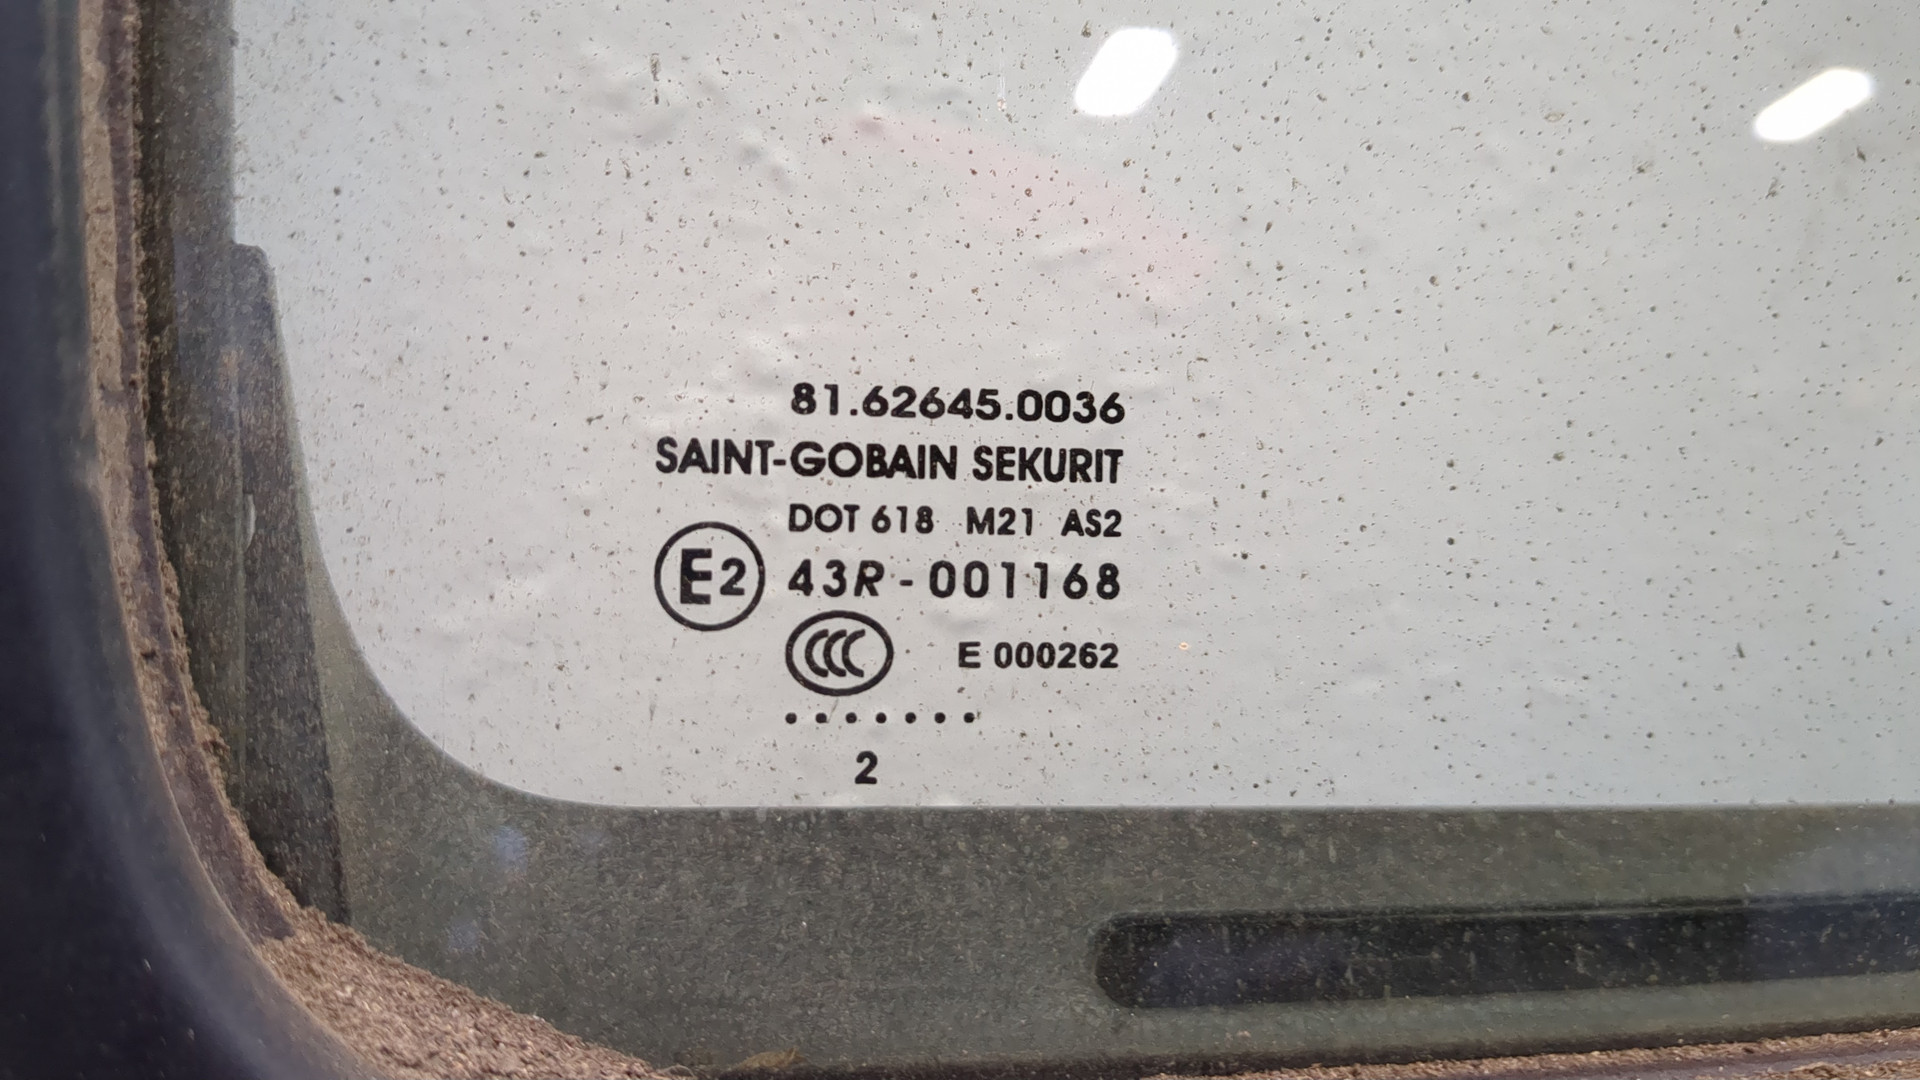 81.62645.0036
SAINT-GOBAIN SEKURIT
DOT 618 M21 AS2
E2 43R-001168
CCC E 000262
.......
2